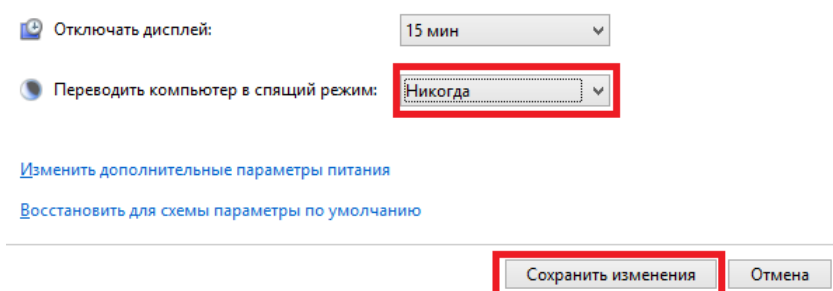 Отключать дисплей: 15 мин
Переводить компьютер в спящий режим: Никогда
Изменить дополнительные параметры питания
Восстановить для схемы параметры по умолчанию
Сохранить изменения Отмена